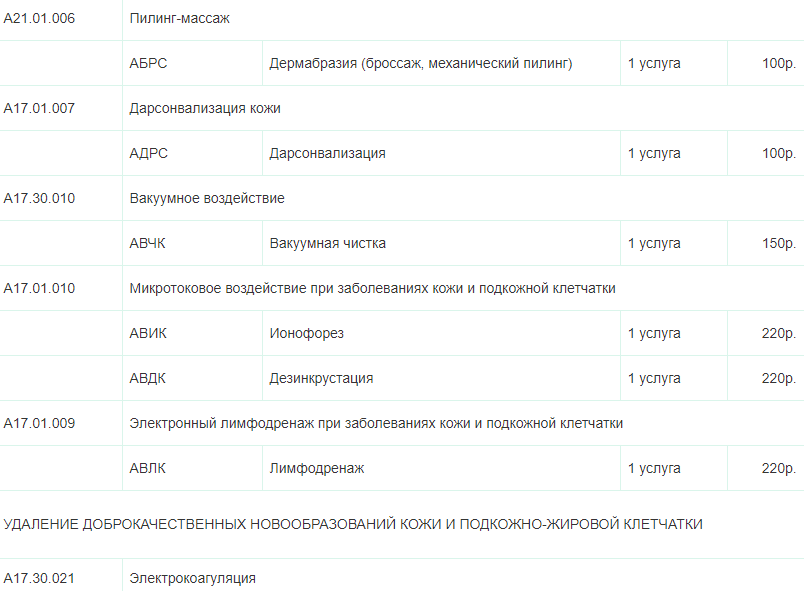 A21.01.006 Пилинг-массаж
АБРС Дермабразия (броссаж, механический пилинг) 1 услуга 100р.
A17.01.007 Дарсонвализация кожи
АДРС Дарсонвализация 1 услуга 100р.
A17.30.010 Вакуумное воздействие
АВЧК Вакуумная чистка 1 услуга 150р.
A17.01.010 Микротоковое воздействие при заболеваниях кожи и подкожной клетчатки
АВИК Ионофорез 1 услуга 220р.
АВДК Дезинкрустация 1 услуга 220р.
A17.01.009 Электронный лимфодренаж при заболеваниях кожи и подкожной клетчатки
АВЛК Лимфодренаж 1 услуга 220р.
УДАЛЕНИЕ ДОБРОКАЧЕСТВЕННЫХ НОВООБРАЗОВАНИЙ КОЖИ И ПОДКОЖНО-ЖИРОВОЙ КЛЕТЧАТКИ
A17.30.021 Электрокоагуляция